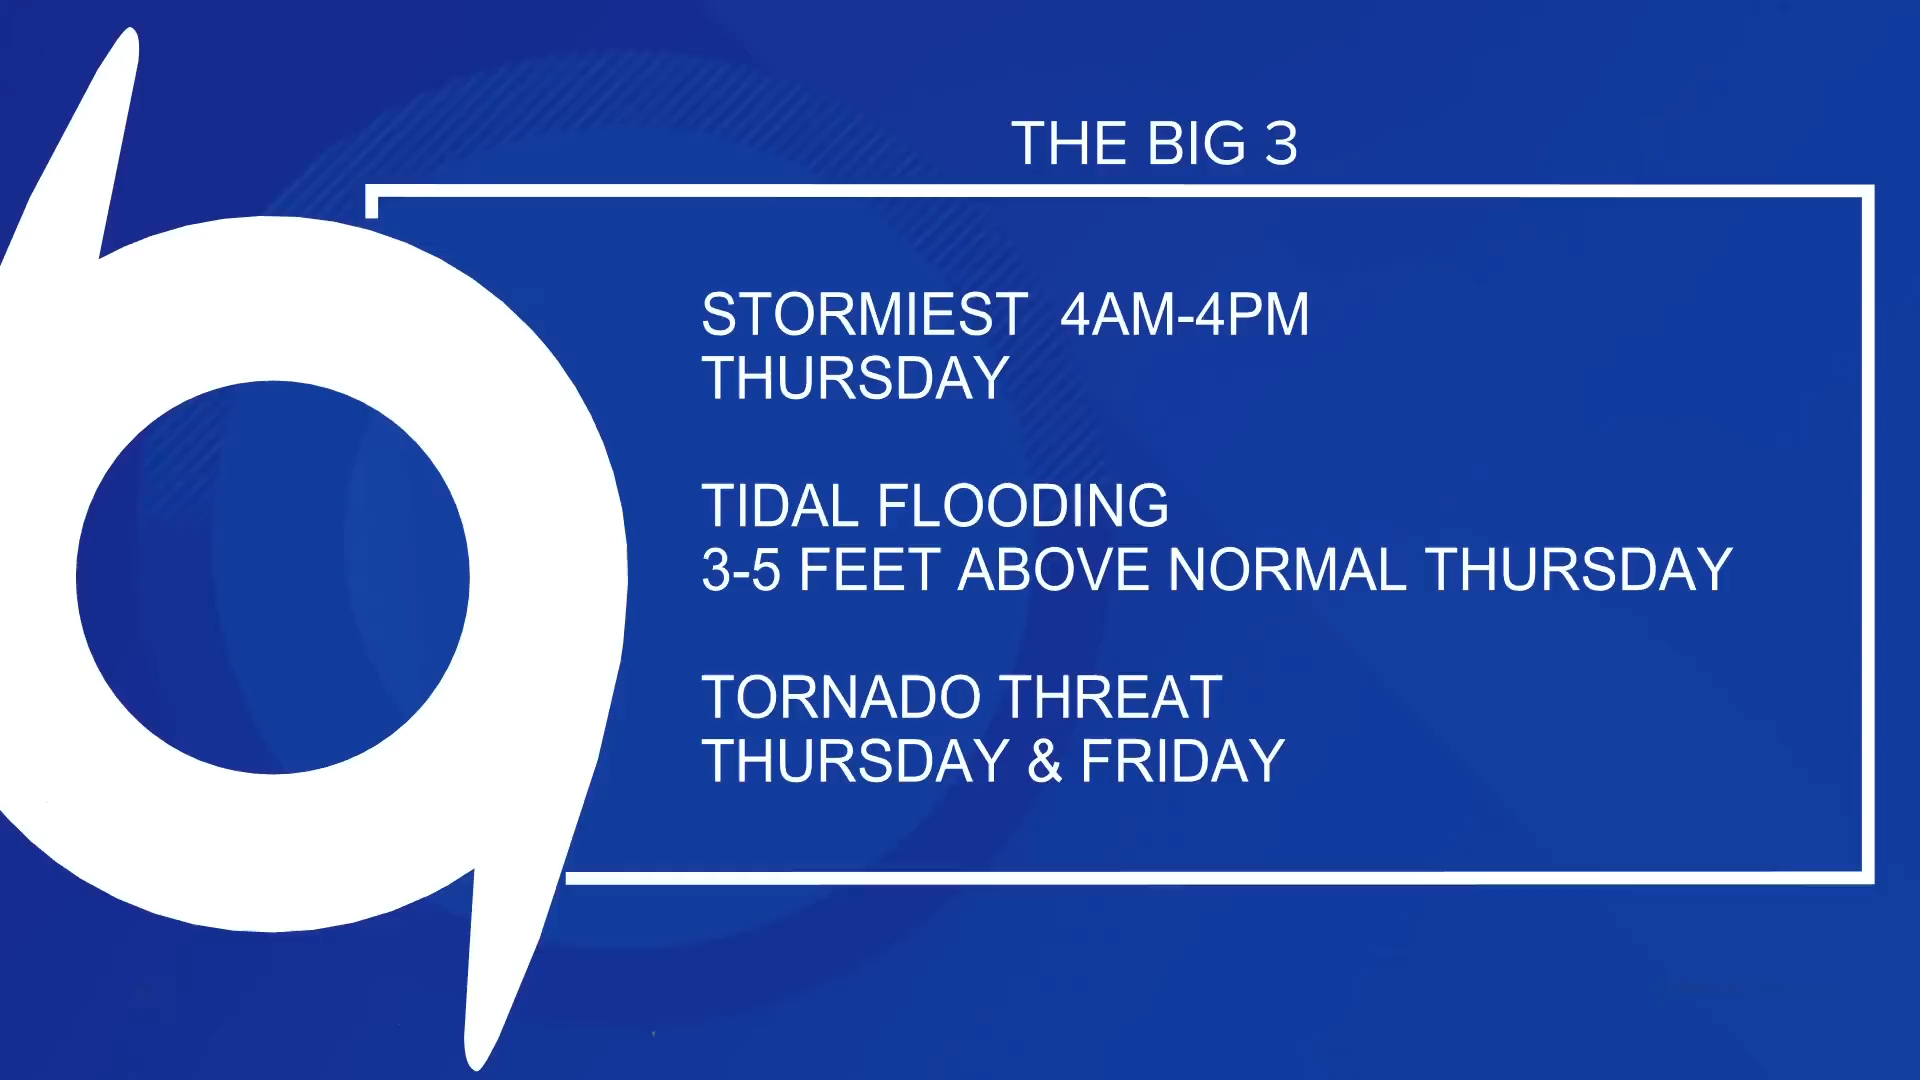 THE BIG 3
STORMIEST  4AM-4PM
THURSDAY
TIDAL FLOODING
3-5 FEET ABOVE NORMAL THURSDAY
TORNADO THREAT
THURSDAY & FRIDAY